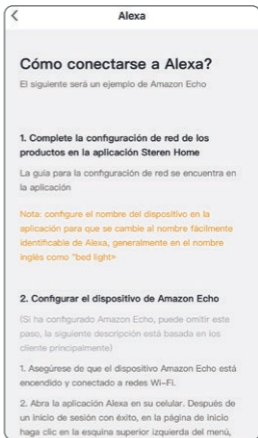 Alexa
Cómo conectarse a Alexa?
El siguiente será un ejemplo de Amazon Echo
1. Complete la configuración de red de los
productos en la aplicación Steren Home
La guía para la configuración de red se encuentra en
la aplicación
Nota: configure el nombre del dispositivo en la
aplicación para que se cambie al nombre fácilmente
identificable de Alexa, generalmente en el nombre
inglés como "bed light»
2. Configurar el dispositivo de Amazon Echo
(Si ha configurado Amazon Echo, puede omitir este
paso, la siguiente descripción está basada en los
cliente principalmente)
1. Asegúrese de que el dispositivo Amazon Echo está
encendido y conectado a redes Wi-Fi.
2. Abra la aplicación Alexa en su celular. Después de
un inicio de sesión con éxito, en la página de inicio
haga clic en la esquina superior izquierda del menú,